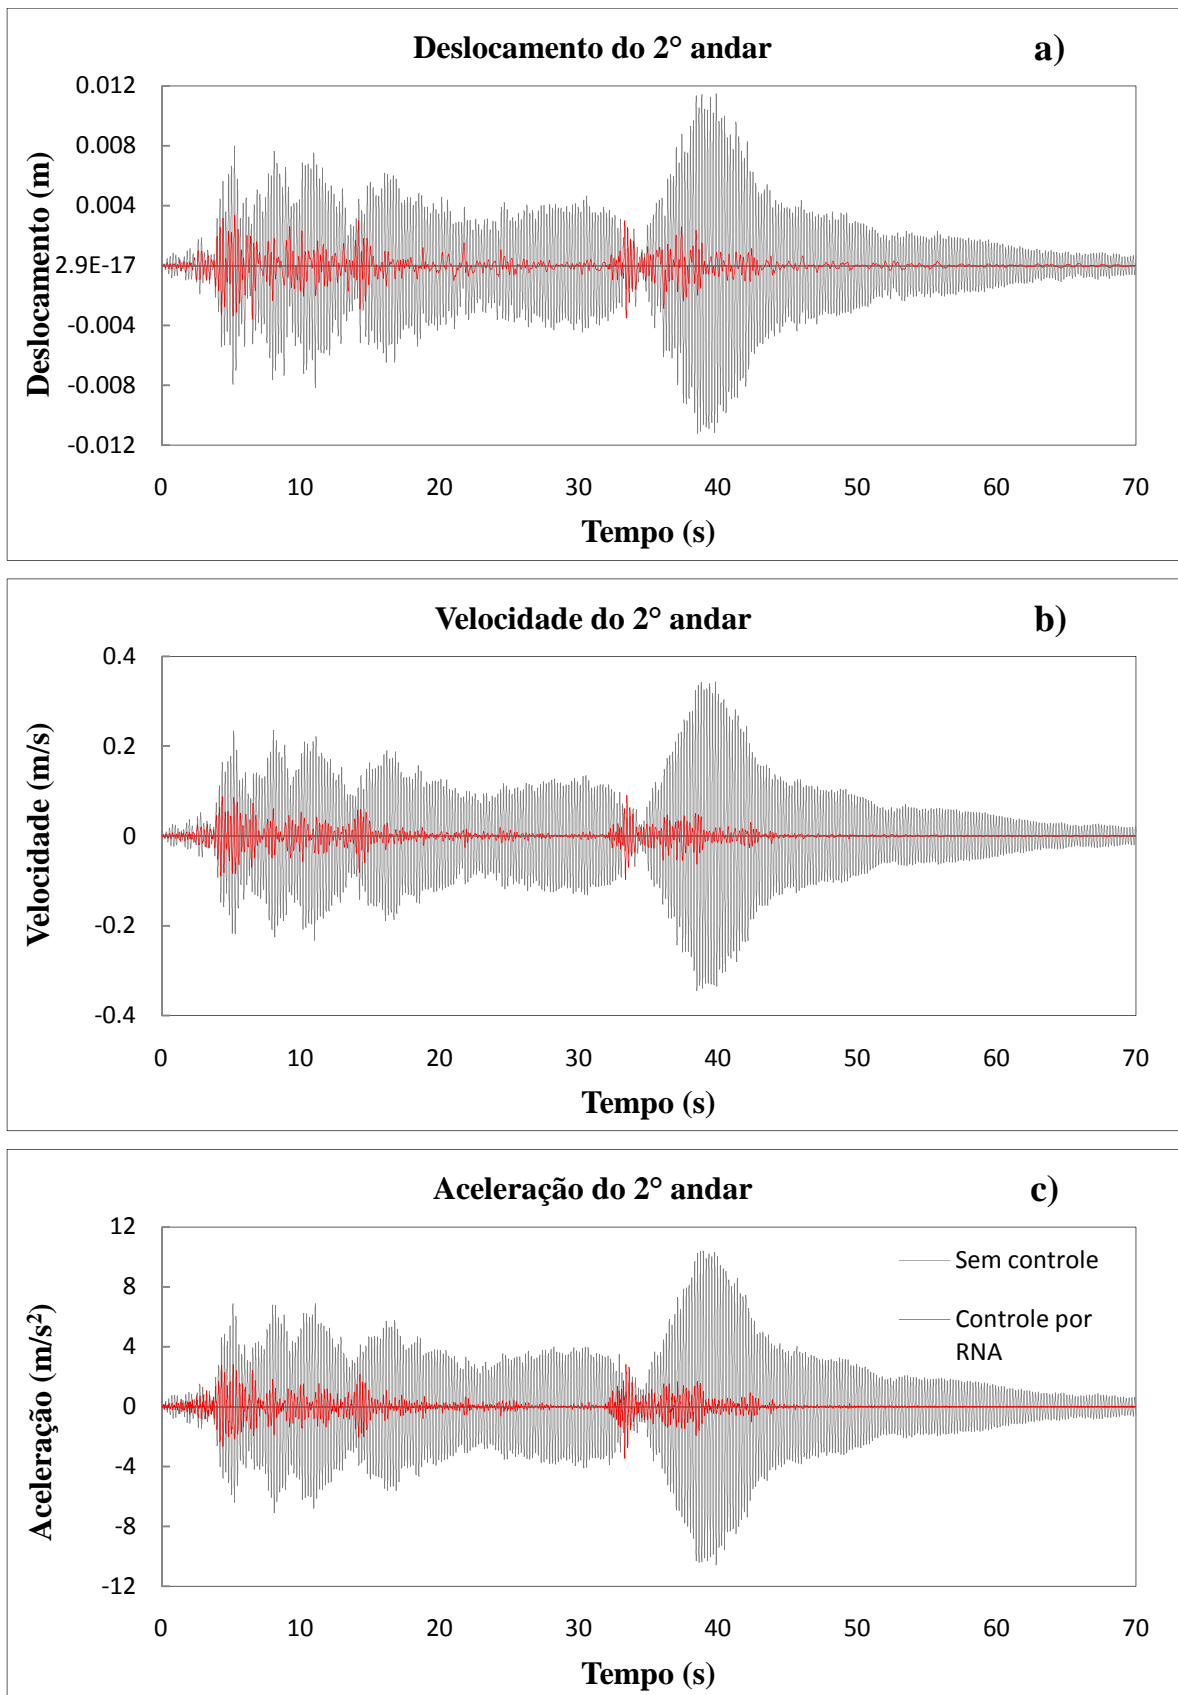 Deslocamento do 2° andar
a)
0.012
0.008
0.004
2.9E-17
-0.004
-0.008
-0.012
Deslocamento (m)
0 10 20 30 40 50 60 70
Tempo (s)
Velocidade do 2° andar
b)
0.4
0.2
0
-0.2
-0.4
Velocidade (m/s)
0 10 20 30 40 50 60 70
Tempo (s)
Aceleração do 2° andar
c)
12
8
4
0
-4
-8
-12
Aceleração (m/s²)
Sem controle
Controle por
RNA
0 10 20 30 40 50 60 70
Tempo (s)